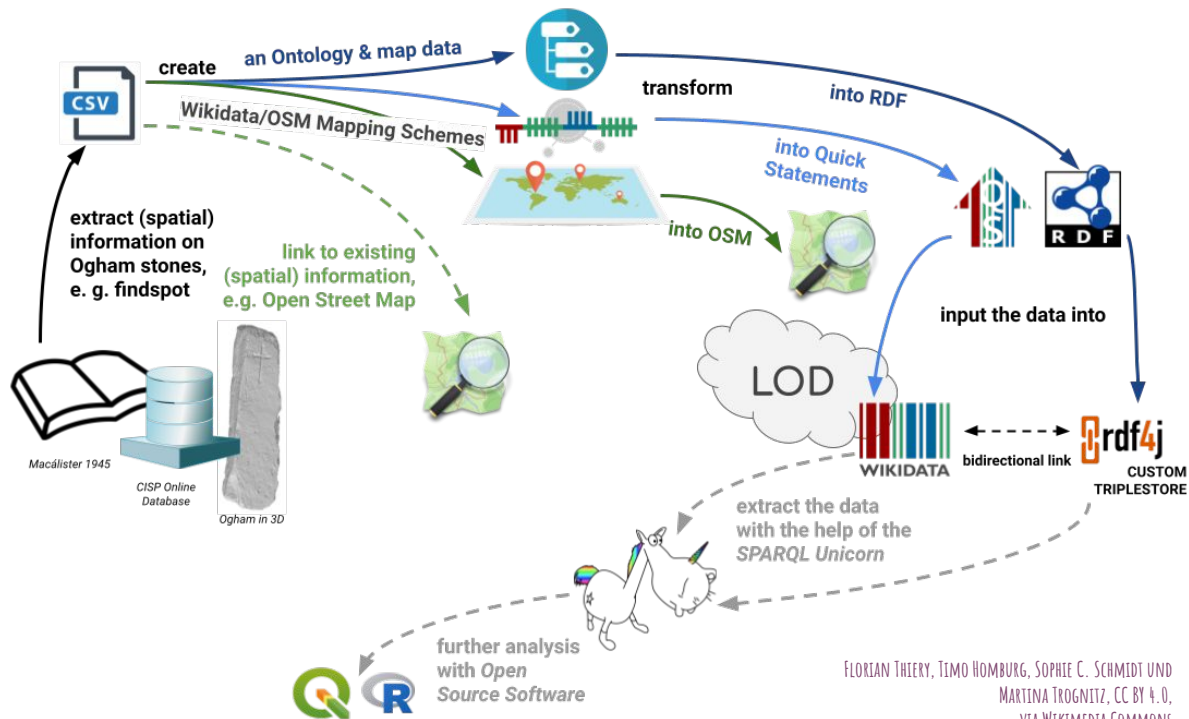 create
an Ontology & map data
CSV
Wikidata/OSM Mapping Schemes
transform
into RDF
into Quick
Statements
into OSM
QS
RDF
extract (spatial)
information on
Ogham stones,
e. g. findspot
link to existing
(spatial) information,
e.g. Open Street Map
input the data into
LOD
WIKIDATA
bidirectional link
rdf4j
CUSTOM
TRIPLESTORE
Macálister 1945
CISP Online
Database
Ogham in 3D
extract the data
with the help of the
SPARQL Unicorn
further analysis
with Open
Source Software
R
Florian Thiery, Timo Homburg, Sophie C. Schmidt und
Martina Trognitz, CC BY 4.0,
via Wikimedia Commons